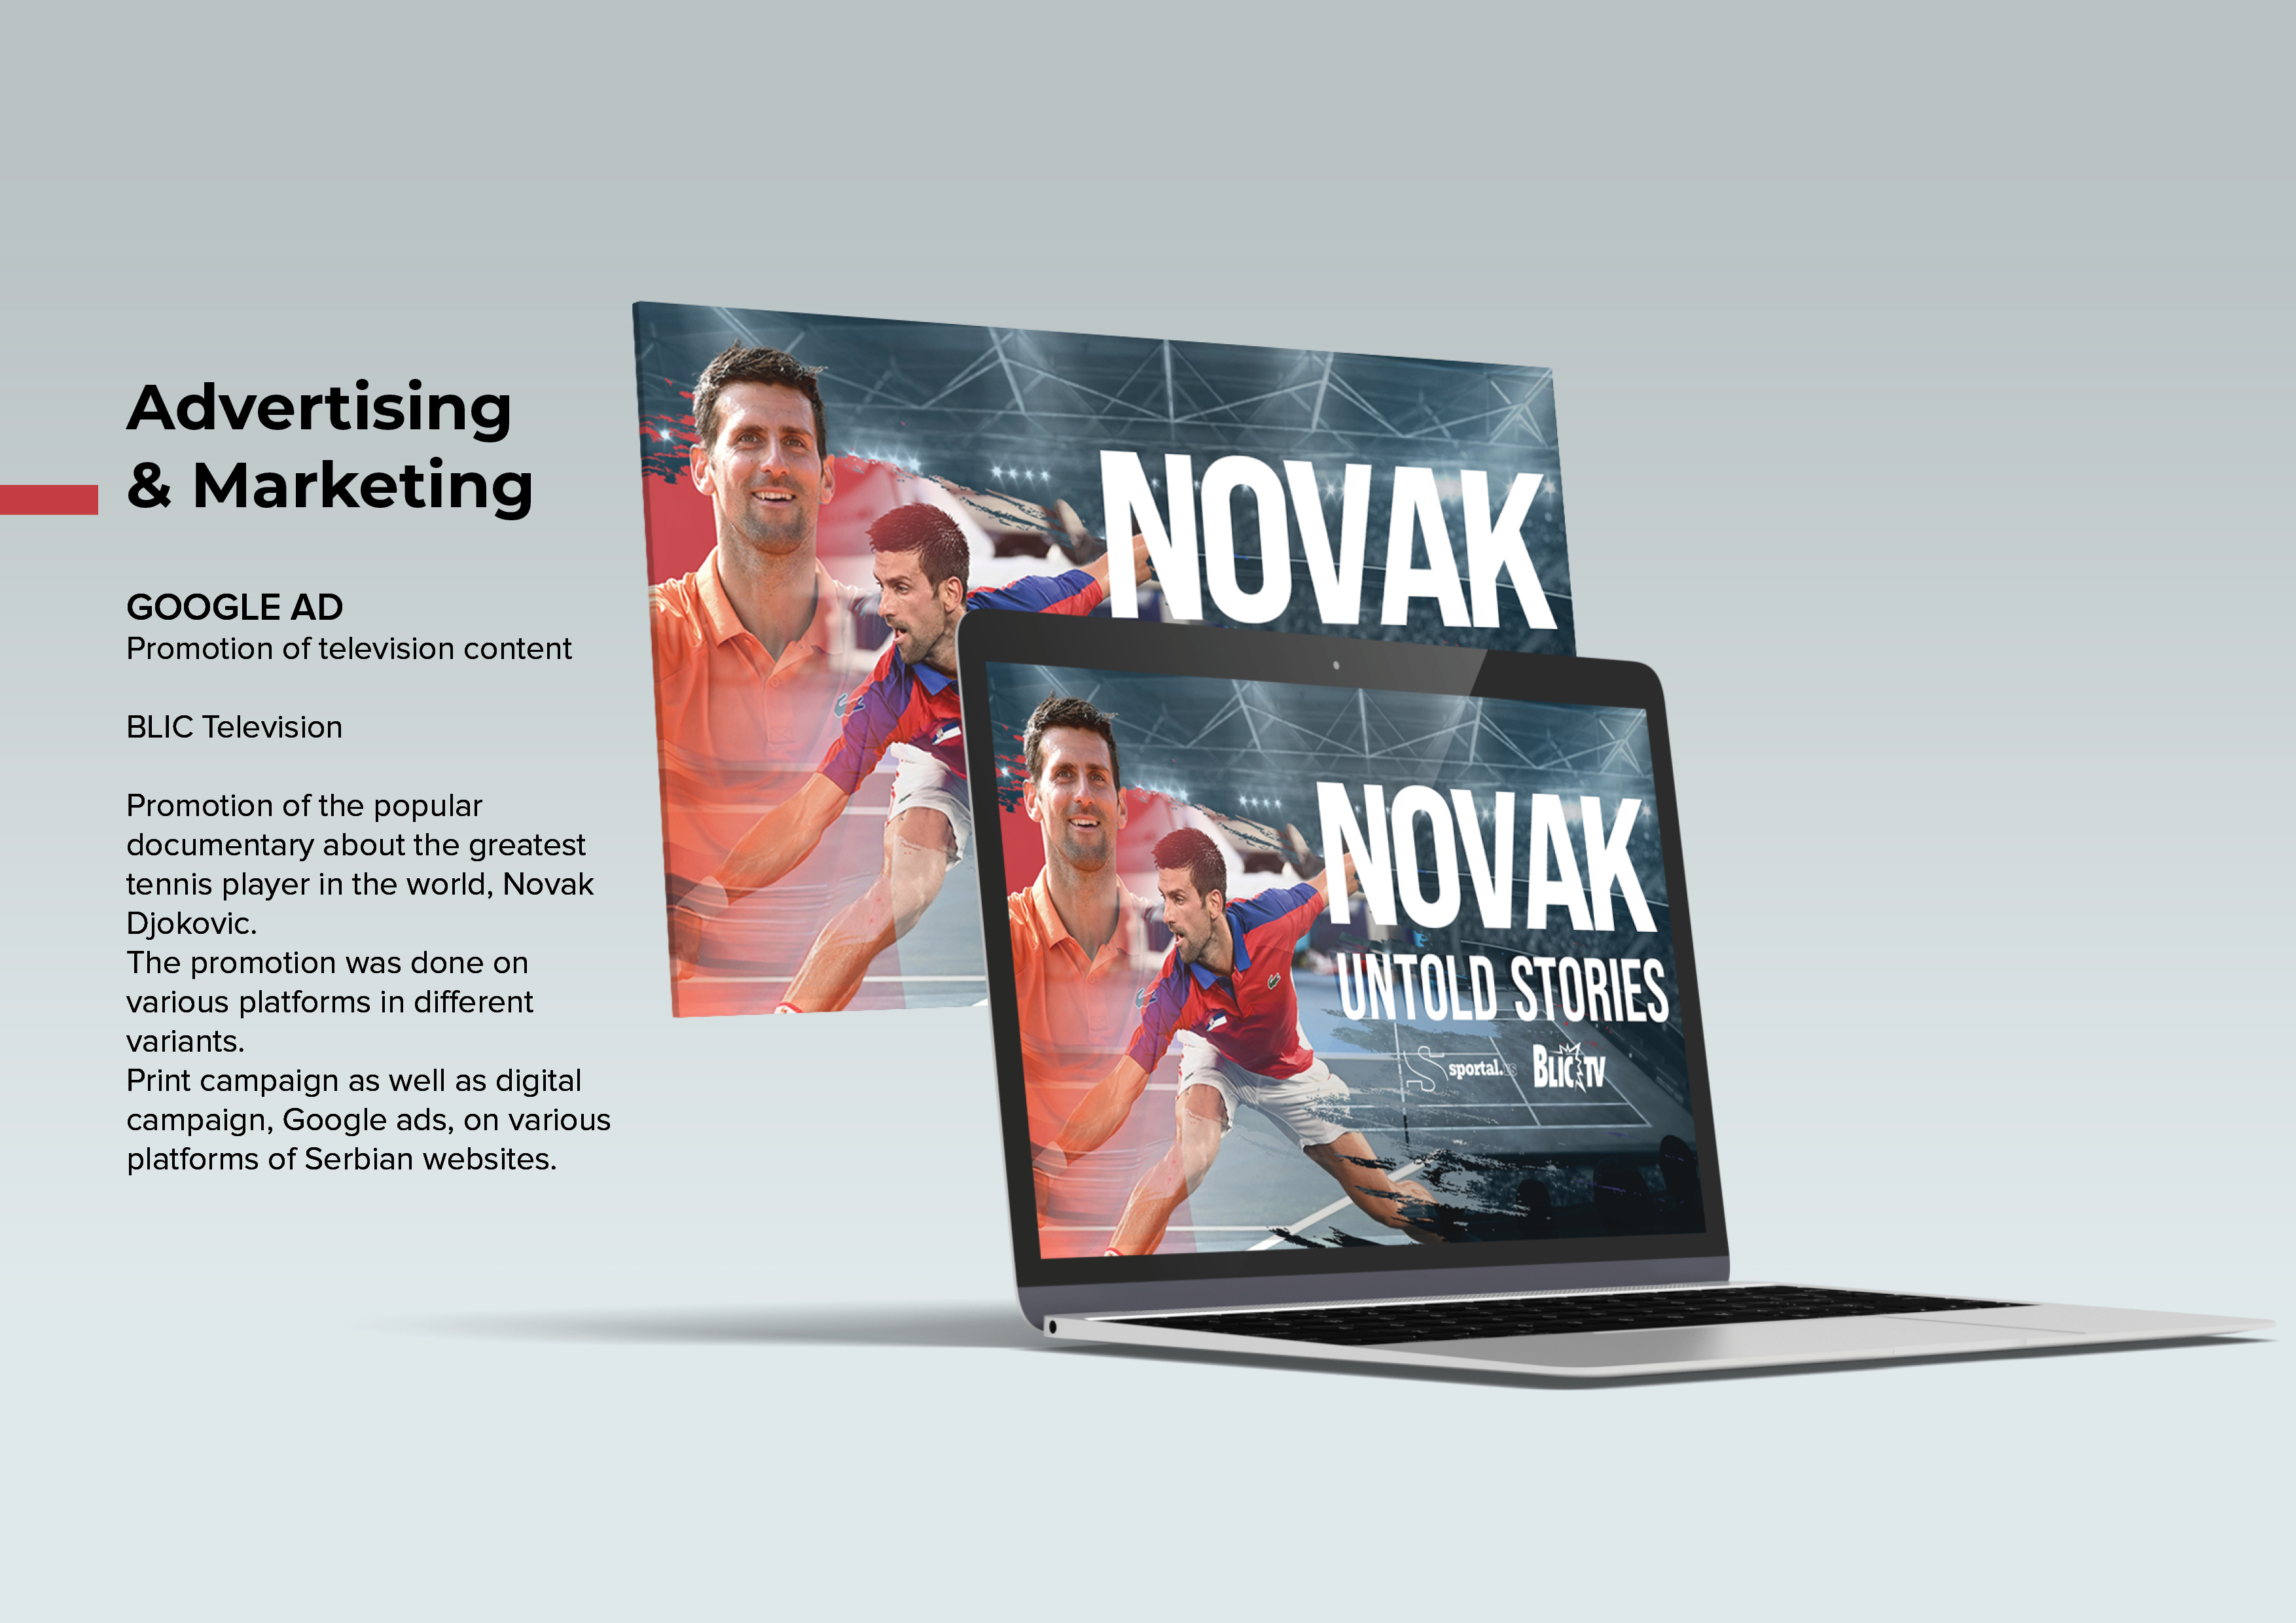 Advertising
& Marketing
GOOGLE AD
Promotion of television content
BLIC Television
Promotion of the popular
documentary about the greatest
tennis player in the world, Novak
Djokovic.
The promotion was done on
various platforms in different
variants.
Print campaign as well as digital
campaign, Google ads, on various
platforms of Serbian websites.
NOVAK
NOVAK
UNTOLD STORIES
sportal.rs
BLIC TV